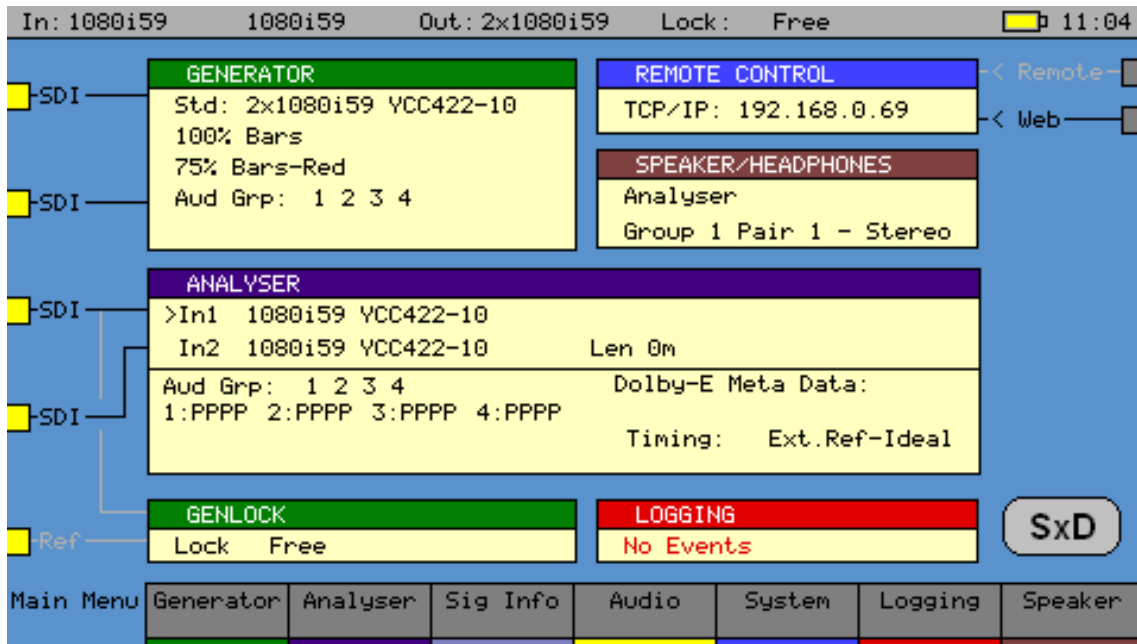 In: 1080i59 1080i59 Out: 2x1080i59 Lock: Free 11:04
SDI
SDI
SDI
SDI
Ref
GENERATOR
Std: 2x1080i59 YCC422-10
100% Bars
75% Bars-Red
Aud Grp: 1 2 3 4
REMOTE CONTROL
TCP/IP: 192.168.0.69
< Remote
< Web
SPEAKER/HEADPHONES
Analyser
Group 1 Pair 1 - Stereo
ANALYSER
>In1 1080i59 YCC422-10
In2 1080i59 YCC422-10 Len 0m
Aud Grp: 1 2 3 4
1:PPPP 2:PPPP 3:PPPP 4:PPPP
Dolby-E Meta Data:
Timing: Ext.Ref-Ideal
GENLOCK
Lock Free
LOGGING
No Events
SxD
Main Menu Generator Analyser Sig Info Audio System Logging Speaker